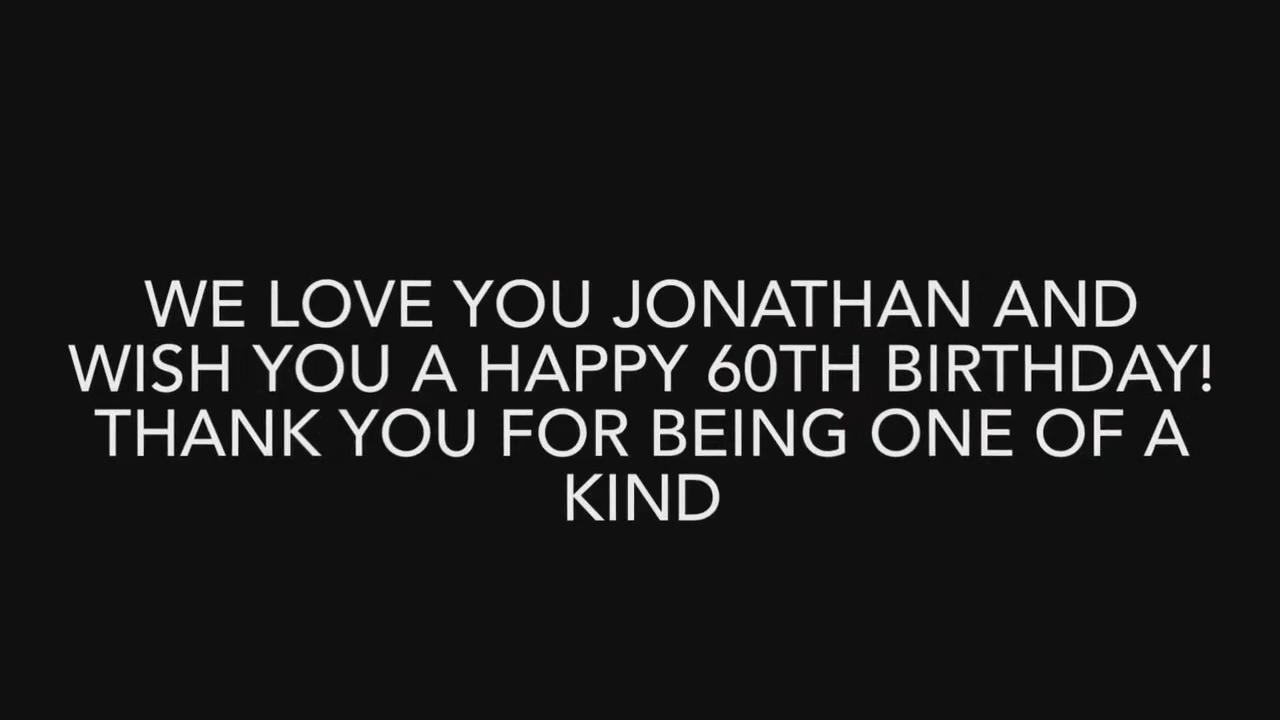 WE LOVE YOU JONATHAN AND
WISH YOU A HAPPY 60TH BIRTHDAY!
THANK YOU FOR BEING ONE OF A
KIND